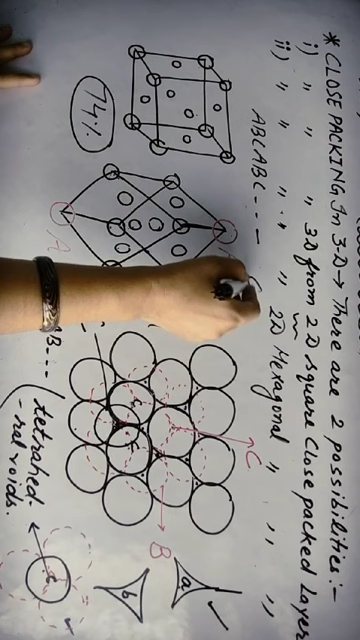 * CLOSE PACKING In 3-D → There are 2 possibilities :-
i) " " " 3D from 2D square close packed Layer
ii) " " " " " 2D Hexagonal " " "
ABCABC - - -
74%
A
C
B
B...
tetrahed-
-ral voids.
a
b
c